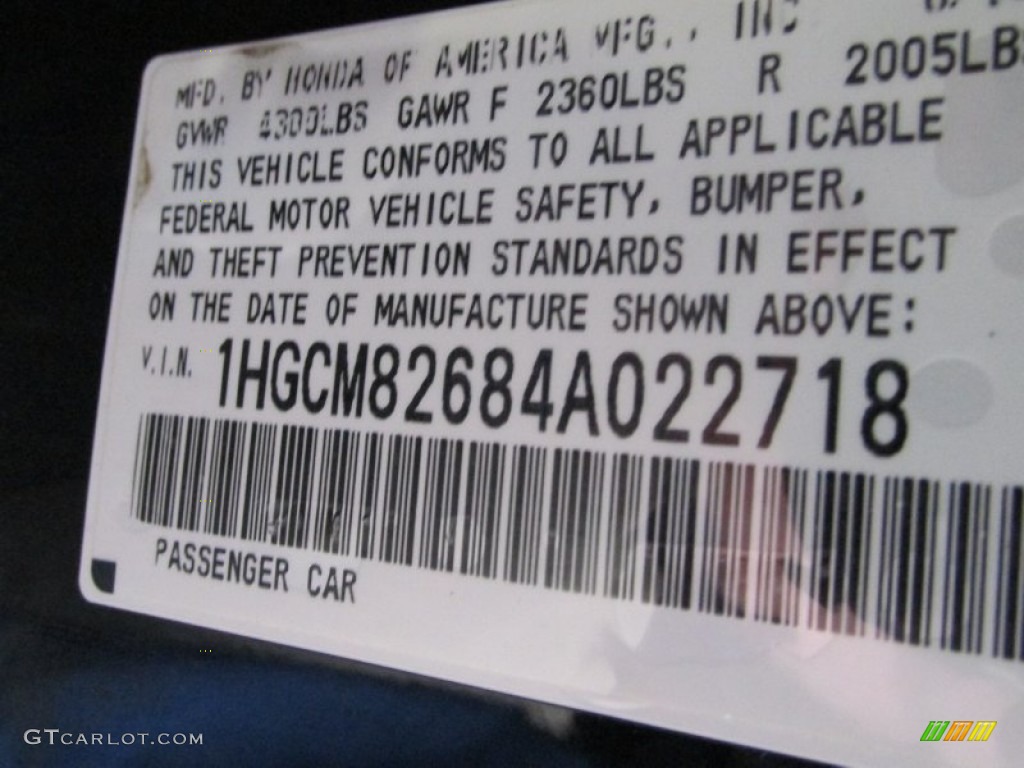 MFD. BY HONDA OF AMERICA MFG., INC
GVWR 4300LBS GAWR F 2360LBS R 2005LBS
THIS VEHICLE CONFORMS TO ALL APPLICABLE
FEDERAL MOTOR VEHICLE SAFETY, BUMPER,
AND THEFT PREVENTION STANDARDS IN EFFECT
ON THE DATE OF MANUFACTURE SHOWN ABOVE:
V.I.N. 1HGCM82684A022718
PASSENGER CAR
GTCARLOT.COM